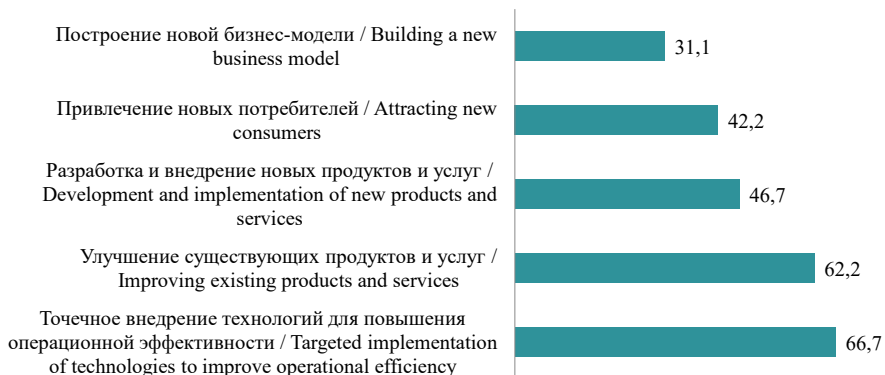 Построение новой бизнес-модели / Building a new
business model
31,1
Привлечение новых потребителей / Attracting new
consumers
42,2
Разработка и внедрение новых продуктов и услуг /
Development and implementation of new products and
services
46,7
Улучшение существующих продуктов и услуг /
Improving existing products and services
62,2
Точечное внедрение технологий для повышения
операционной эффективности / Targeted implementation
of technologies to improve operational efficiency
66,7